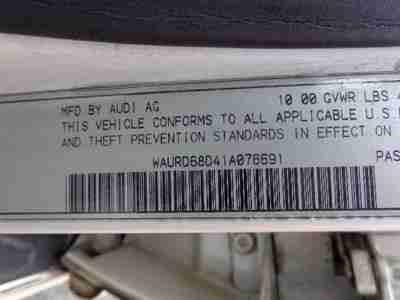 MFD BY AUDI AG 10 00 GVWR LBS 4
THIS VEHICLE CONFORMS TO ALL APPLICABLE U S
AND THEFT PREVENTION STANDARDS IN EFFECT ON
WAURD68D41A076691 PAS